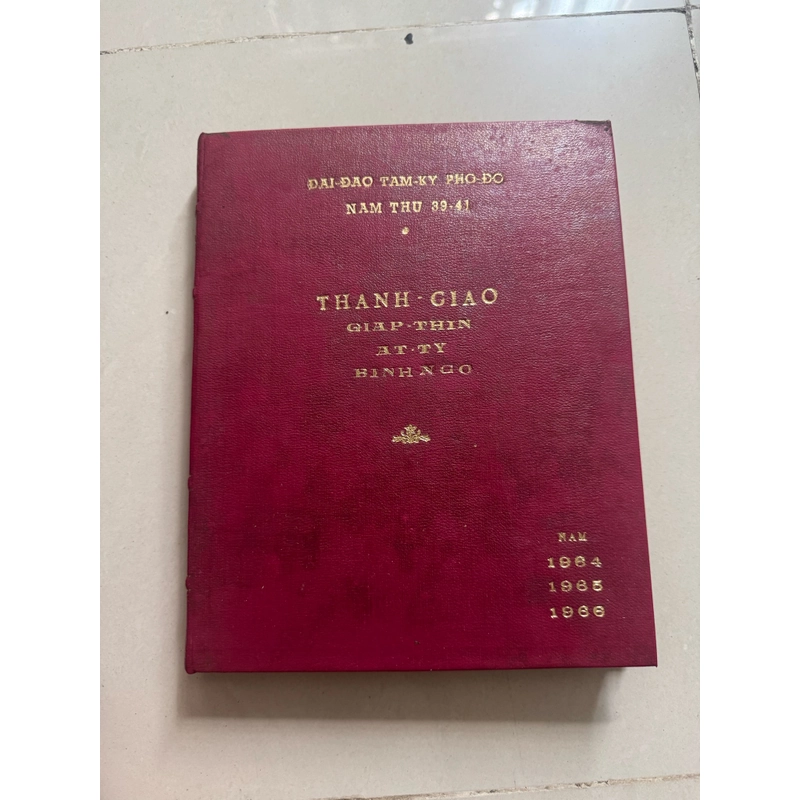 ĐAI-ĐAO TAM-KY PHO-ĐO
NAM THU 39-41
THANH-GIAO
GIAP-THIN
AT-TY
BINH NGO
NAM
1964
1965
1966